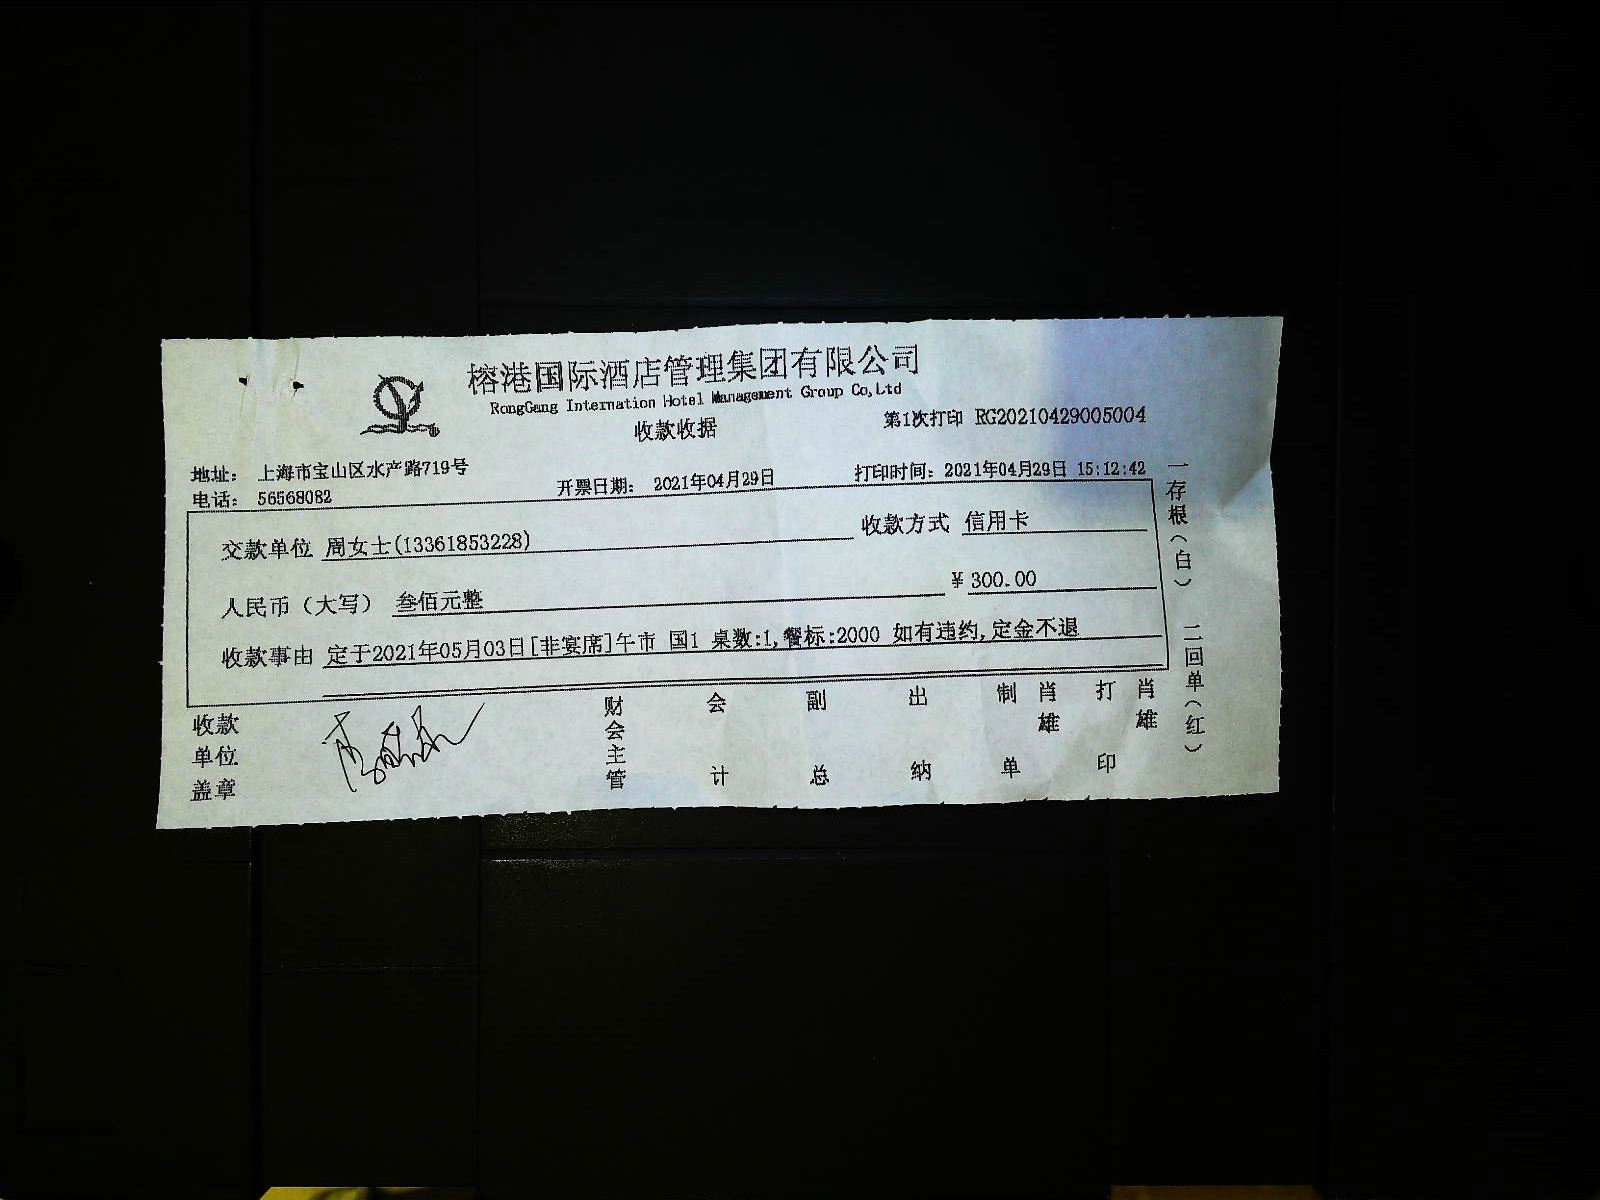 榕港国际酒店管理集团有限公司
RongGang Internation Hotel Management Group Co,Ltd
收款收据
第1次打印 RG20210429005004
地址： 上海市宝山区水产路719号
电话： 56568082
开票日期： 2021年04月29日
打印时间：2021年04月29日 15:12:42
交款单位 周女士(13361853228)
收款方式 信用卡
人民币（大写） 叁佰元整
¥ 300.00
收款事由 定于2021年05月03日[非宴席]午市 国1 桌数:1,餐标:2000 如有违约,定金不退
收款单位盖章
财会主管
会计
副总
出纳
制单 肖雄
打印 肖雄
一存根（白） 二回单（红）